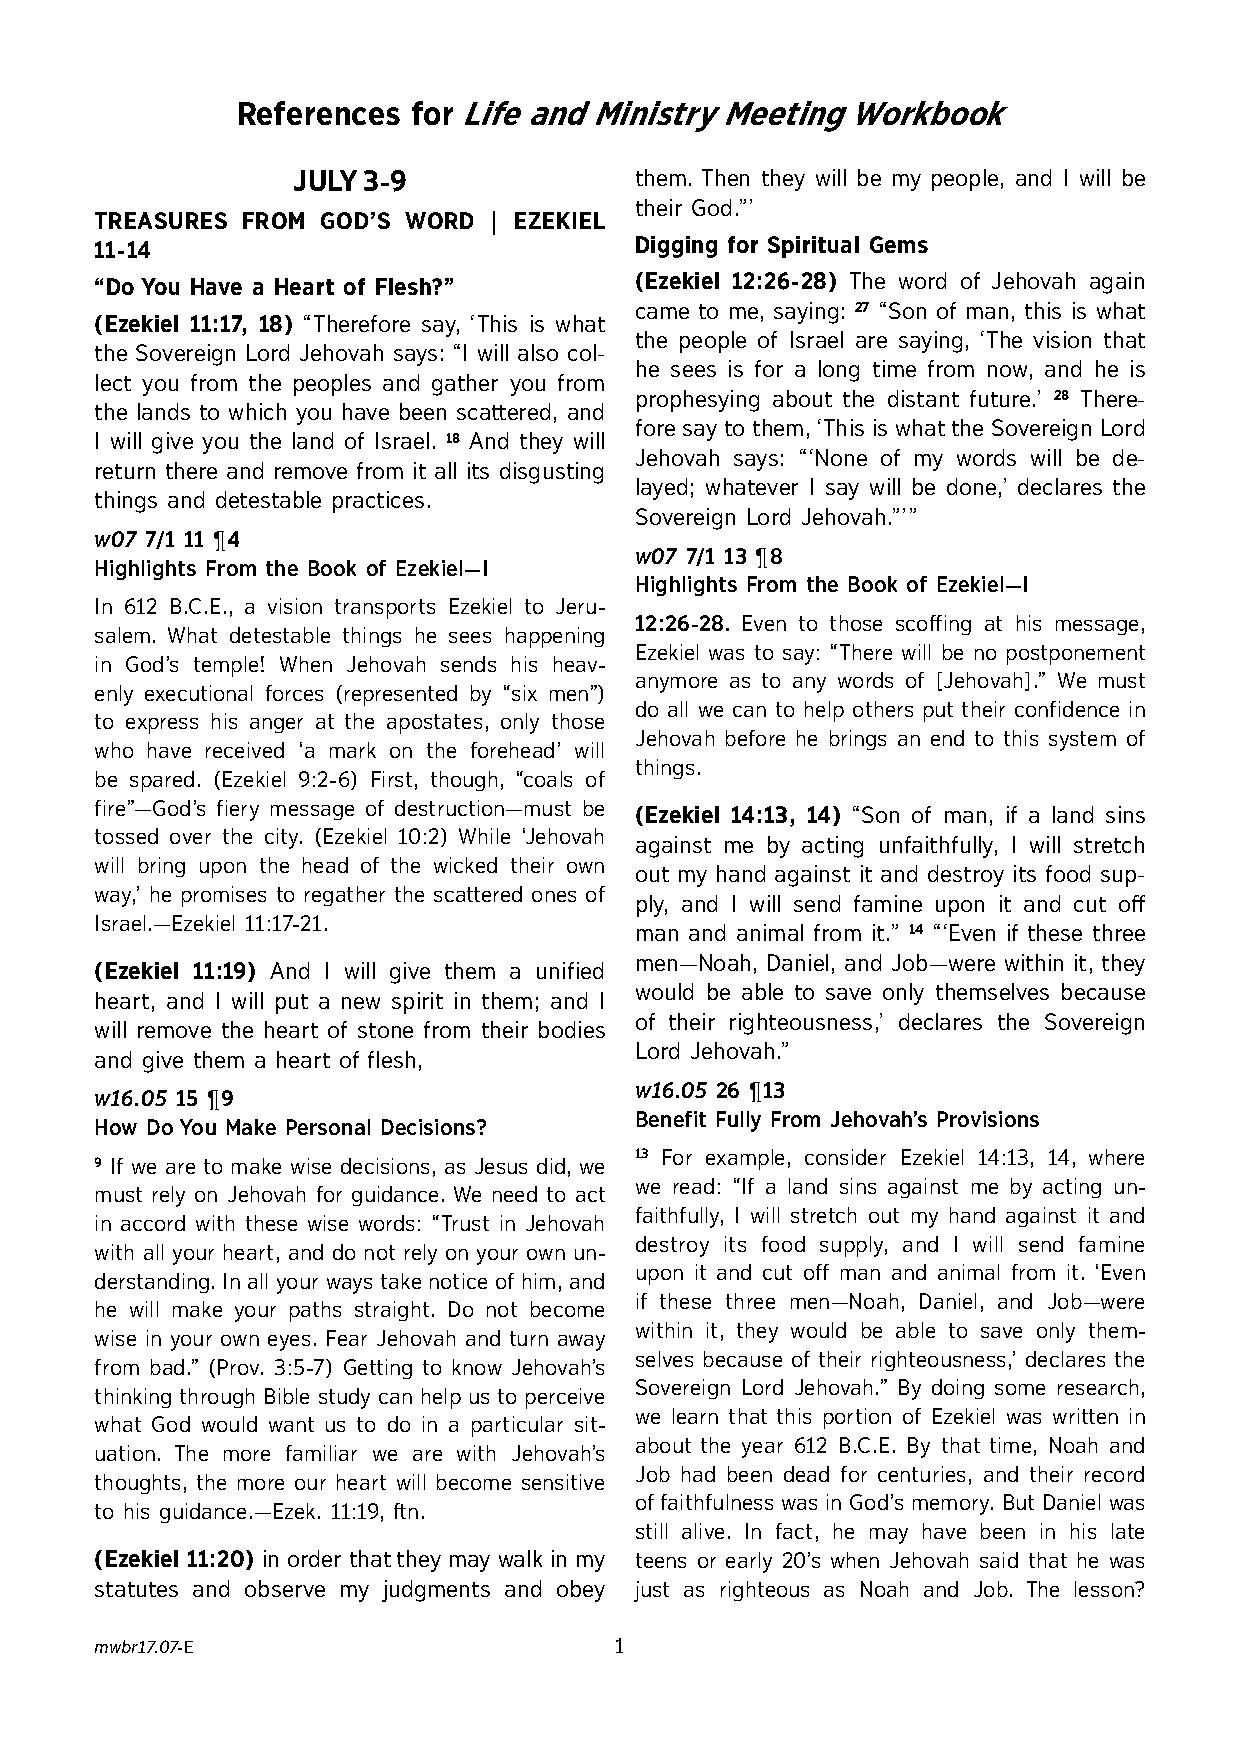 References for Life and Ministry Meeting Workbook
JULY 3-9
TREASURES FROM GOD’S WORD | EZEKIEL
11-14
“Do You Have a Heart of Flesh?”
(Ezekiel 11:17, 18) “Therefore say, ‘This is what
the Sovereign Lord Jehovah says: “I will also col-
lect you from the peoples and gather you from
the lands to which you have been scattered, and
I will give you the land of Israel. 18 And they will
return there and remove from it all its disgusting
things and detestable practices.
w07 7/1 11 ¶4
Highlights From the Book of Ezekiel—I
In 612 B.C.E., a vision transports Ezekiel to Jeru-
salem. What detestable things he sees happening
in God’s temple! When Jehovah sends his heav-
enly executional forces (represented by “six men”)
to express his anger at the apostates, only those
who have received ‘a mark on the forehead’ will
be spared. (Ezekiel 9:2-6) First, though, “coals of
fire”—God’s fiery message of destruction—must be
tossed over the city. (Ezekiel 10:2) While ‘Jehovah
will bring upon the head of the wicked their own
way,’ he promises to regather the scattered ones of
Israel.—Ezekiel 11:17-21.
(Ezekiel 11:19) And I will give them a unified
heart, and I will put a new spirit in them; and I
will remove the heart of stone from their bodies
and give them a heart of flesh,
w16.05 15 ¶9
How Do You Make Personal Decisions?
9 If we are to make wise decisions, as Jesus did, we
must rely on Jehovah for guidance. We need to act
in accord with these wise words: “Trust in Jehovah
with all your heart, and do not rely on your own un-
derstanding. In all your ways take notice of him, and
he will make your paths straight. Do not become
wise in your own eyes. Fear Jehovah and turn away
from bad.” (Prov. 3:5-7) Getting to know Jehovah’s
thinking through Bible study can help us to perceive
what God would want us to do in a particular sit-
uation. The more familiar we are with Jehovah’s
thoughts, the more our heart will become sensitive
to his guidance.—Ezek. 11:19, ftn.
(Ezekiel 11:20) in order that they may walk in my
statutes and observe my judgments and obey
them. Then they will be my people, and I will be
their God.”’
Digging for Spiritual Gems
(Ezekiel 12:26-28) The word of Jehovah again
came to me, saying: 27 “Son of man, this is what
the people of Israel are saying, ‘The vision that
he sees is for a long time from now, and he is
prophesying about the distant future.’ 28 There-
fore say to them, ‘This is what the Sovereign Lord
Jehovah says: “‘None of my words will be de-
layed; whatever I say will be done,’ declares the
Sovereign Lord Jehovah.”’”
w07 7/1 13 ¶8
Highlights From the Book of Ezekiel—I
12:26-28. Even to those scoffing at his message,
Ezekiel was to say: “There will be no postponement
anymore as to any words of [Jehovah].” We must
do all we can to help others put their confidence in
Jehovah before he brings an end to this system of
things.
(Ezekiel 14:13, 14) “Son of man, if a land sins
against me by acting unfaithfully, I will stretch
out my hand against it and destroy its food sup-
ply, and I will send famine upon it and cut off
man and animal from it.” 14 “‘Even if these three
men—Noah, Daniel, and Job—were within it, they
would be able to save only themselves because
of their righteousness,’ declares the Sovereign
Lord Jehovah.”
w16.05 26 ¶13
Benefit Fully From Jehovah’s Provisions
13 For example, consider Ezekiel 14:13, 14, where
we read: “If a land sins against me by acting un-
faithfully, I will stretch out my hand against it and
destroy its food supply, and I will send famine
upon it and cut off man and animal from it. ‘Even
if these three men—Noah, Daniel, and Job—were
within it, they would be able to save only them-
selves because of their righteousness,’ declares the
Sovereign Lord Jehovah.” By doing some research,
we learn that this portion of Ezekiel was written in
about the year 612 B.C.E. By that time, Noah and
Job had been dead for centuries, and their record
of faithfulness was in God’s memory. But Daniel was
still alive. In fact, he may have been in his late
teens or early 20’s when Jehovah said that he was
just as righteous as Noah and Job. The lesson?
mwbr17.07-E
1